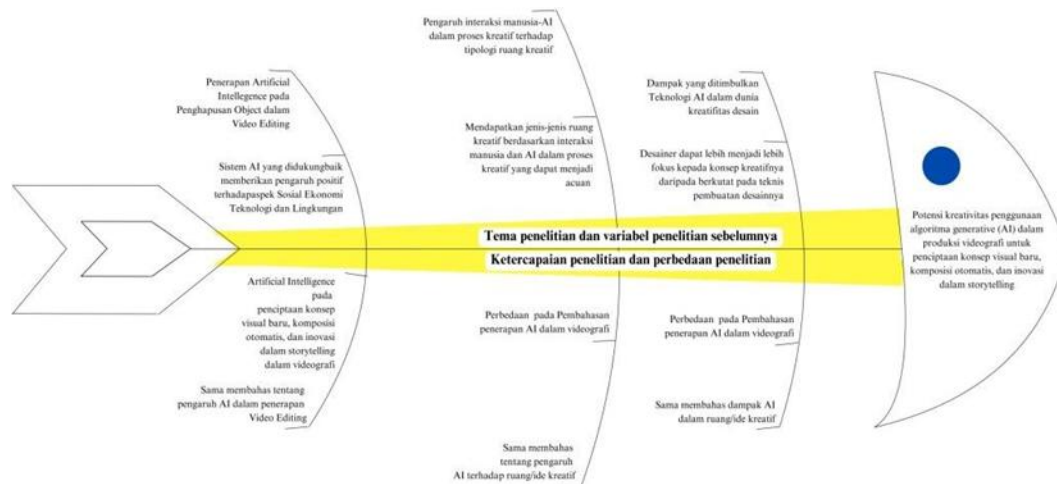 Pengaruh interaksi manusia-AI
dalam proses kreatif terhadap
tipologi ruang kreatif
Penerapan Artificial
Intellegence pada
Penghapusan Object dalam
Video Editing
Dampak yang ditimbulkan
Teknologi AI dalam dunia
kreatifitas desain
Mendapatkan jenis-jenis ruang
kreatif berdasarkan interaksi
manusia dan AI dalam proses
kreatif yang dapat menjadi
acuan
Sistem AI yang didukungbaik
memberikan pengaruh positif
terhadapaspek Sosial Ekonomi
Teknologi dan Lingkungan
Desainer dapat lebih menjadi lebih
fokus kepada konsep kreatifnya
daripada berkutat pada teknis
pembuatan desainnya
Tema penelitian dan variabel penelitian sebelumnya
Ketercapaian penelitian dan perbedaan penelitian
Potensi kreativitas penggunaan
algoritma generative (AI) dalam
produksi videografi untuk
penciptaan konsep visual baru,
komposisi otomatis, dan inovasi
dalam storytelling
Artificial Intelligence
pada
penciptaan konsep
visual baru, komposisi
otomatis, dan inovasi
dalam storytelling
dalam videografi
Perbedaan pada Pembahasan
penerapan AI dalam videografi
Perbedaan pada Pembahasan
penerapan AI dalam videografi
Sama membahas tentang
pengaruh AI dalam penerapan
Video Editing
Sama membahas dampak AI
dalam ruang/ide kreatif
Sama membahas
tentang pengaruh
AI terhadap ruang/ide kreatif